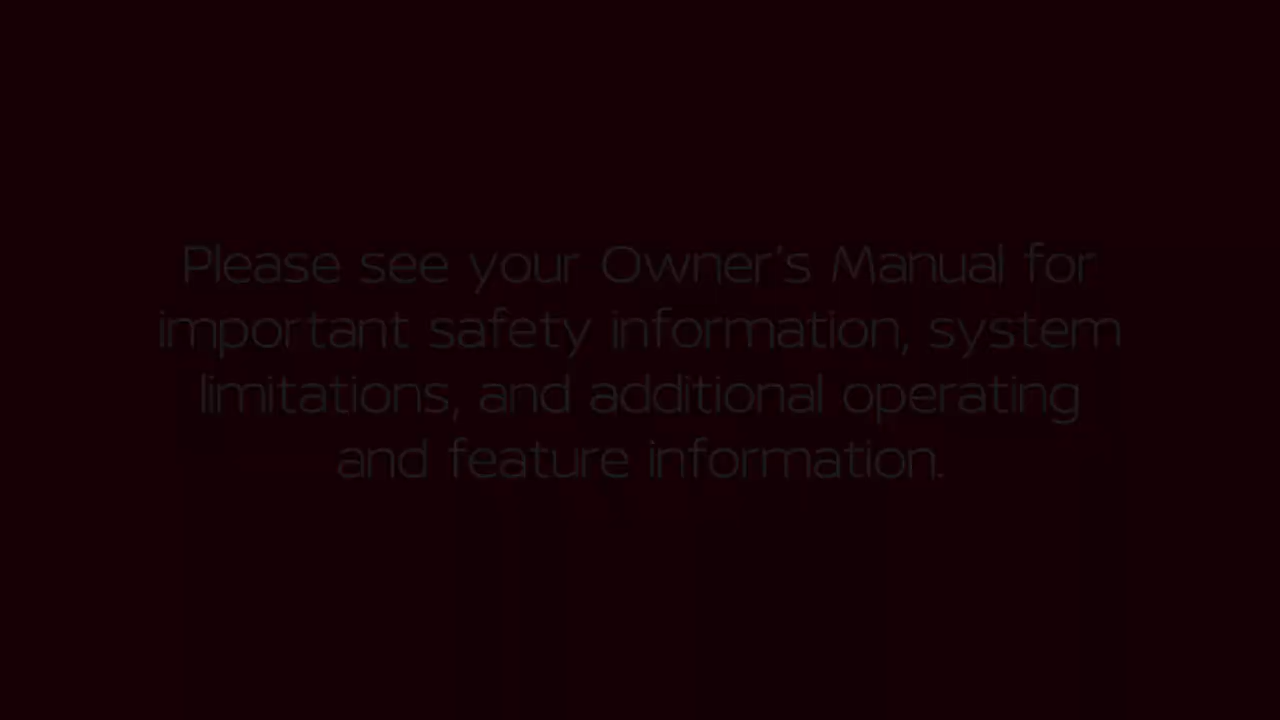 Please see your Owner's Manual for
important safety information, system
limitations, and additional operating
and feature information.